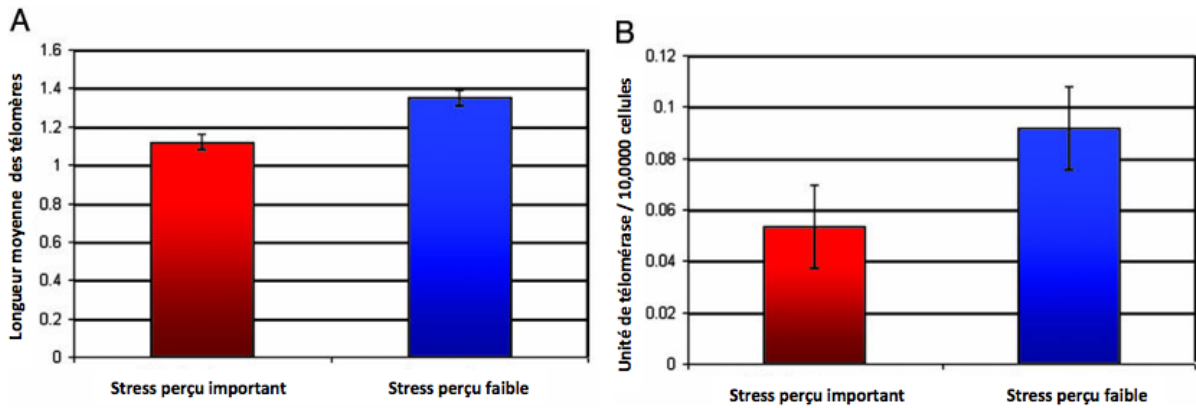 A
Longueur moyenne des télomères
1.6
1.4
1.2
1
0.8
0.6
0.4
0.2
0
Stress perçu important
Stress perçu faible
B
Unité de télomérase / 10,0000 cellules
0.12
0.1
0.08
0.06
0.04
0.02
0
Stress perçu important
Stress perçu faible